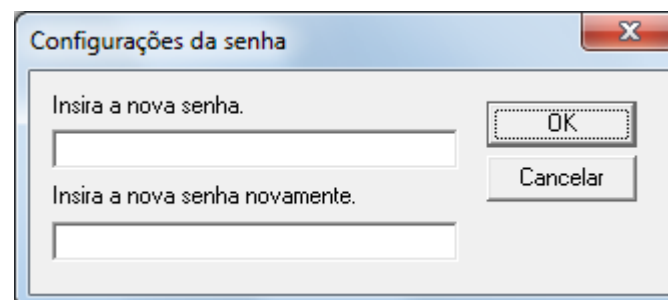 Configurações da senha
Insira a nova senha.
OK
Cancelar
Insira a nova senha novamente.